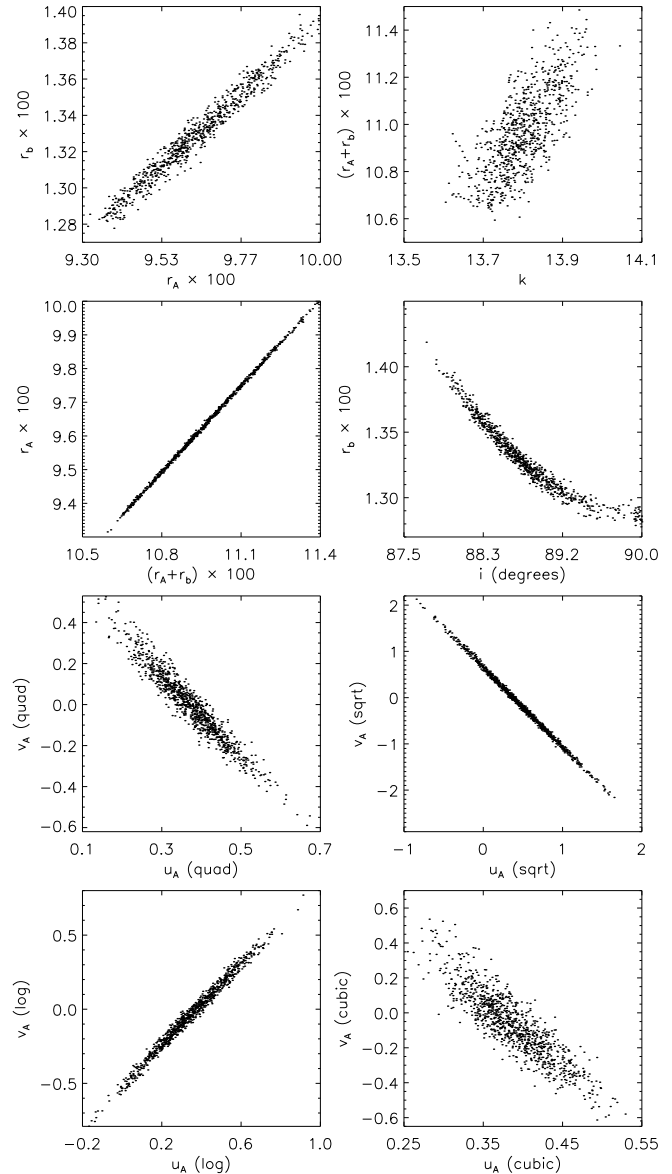 1.40
1.38
1.36
1.34
1.32
1.30
1.28
r_b × 100
9.30 9.53 9.77 10.00
r_A × 100
11.4
11.2
11.0
10.8
10.6
(r_A+r_b) × 100
13.5 13.7 13.9 14.1
k
10.0
9.9
9.8
9.7
9.6
9.5
9.4
r_A × 100
10.5 10.8 11.1 11.4
(r_A+r_b) × 100
1.40
1.35
1.30
r_b × 100
87.5 88.3 89.2 90.0
i (degrees)
0.4
0.2
0.0
−0.2
−0.4
−0.6
v_A (quad)
0.1 0.3 0.5 0.7
u_A (quad)
2
1
0
−1
−2
v_A (sqrt)
−1 0 1 2
u_A (sqrt)
0.5
0.0
−0.5
v_A (log)
−0.2 0.2 0.6 1.0
u_A (log)
0.6
0.4
0.2
0.0
−0.2
−0.4
−0.6
v_A (cubic)
0.25 0.35 0.45 0.55
u_A (cubic)